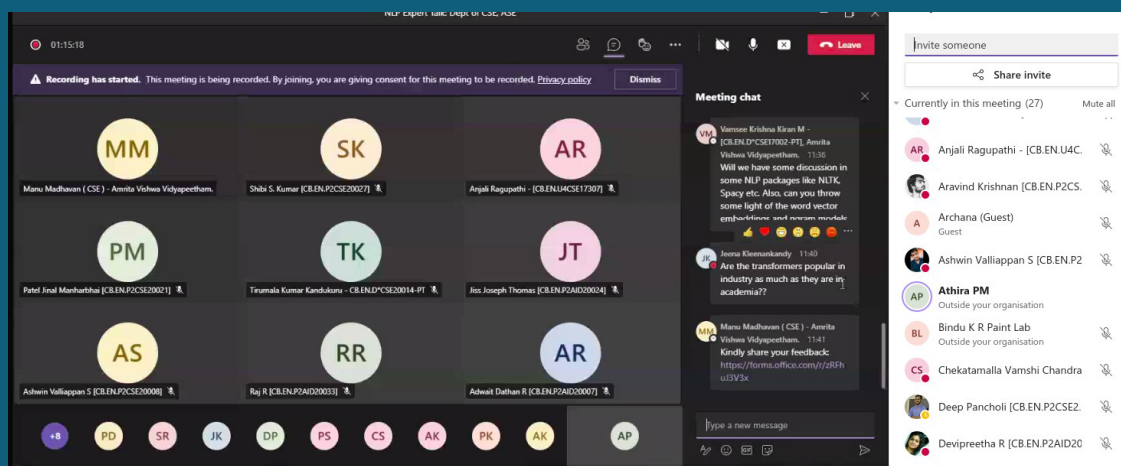 NLP Expert Talk: Dept of CSE, ASE
01:15:18
Leave
Recording has started. This meeting is being recorded. By joining, you are giving consent for this meeting to be recorded. Privacy policy
Dismiss
MM
Manu Madhavan ( CSE ) - Amrita Vishwa Vidyapeetham.
SK
Shibi S. Kumar [CB.EN.P2CSE20027]
AR
Anjali Ragupathi - [CB.EN.U4CSE17307]
PM
Patel Jinal Manharbhai [CB.EN.P2CSE20021]
TK
Tirumala Kumar Kandukuru - CB.EN.D*CSE20014-PT
JT
Jiss Joseph Thomas [CB.EN.P2AID20024]
AS
Ashwin Valliappan S [CB.EN.P2CSE20008]
RR
Raj R [CB.EN.P2AID20033]
AR
Adwait Dathan R [CB.EN.P2AID20007]
+8
PD
SR
JK
DP
PS
CS
AK
PK
AK
AP
Meeting chat
VM
Vamsee Krishna Kiran M -
[CB.EN.D*CSE17002-PT], Amrita
Vishwa Vidyapeetham. 11:36
Will we have some discussion in
some NLP packages like NLTK,
Spacy etc. Also, can you throw
some light of the word vector
embeddings and ngram models
JK
Jeena Kleenankandy 11:40
Are the transformers popular in
industry as much as they are in
academia??
MM
Manu Madhavan ( CSE ) - Amrita
Vishwa Vidyapeetham. 11:41
Kindly share your feedback:
https://forms.office.com/r/zRFh
uJ3V3x
Type a new message
GIF
Invite someone
Share invite
Currently in this meeting (27)
Mute all
AR
Anjali Ragupathi - [CB.EN.U4C.
Aravind Krishnan [CB.EN.P2CS.
A
Archana (Guest)
Guest
Ashwin Valliappan S [CB.EN.P2
AP
Athira PM
Outside your organisation
BL
Bindu K R Paint Lab
Outside your organisation
CS
Chekatamalla Vamshi Chandra
Deep Pancholi [CB.EN.P2CSE2.
Devipreetha R [CB.EN.P2AID20